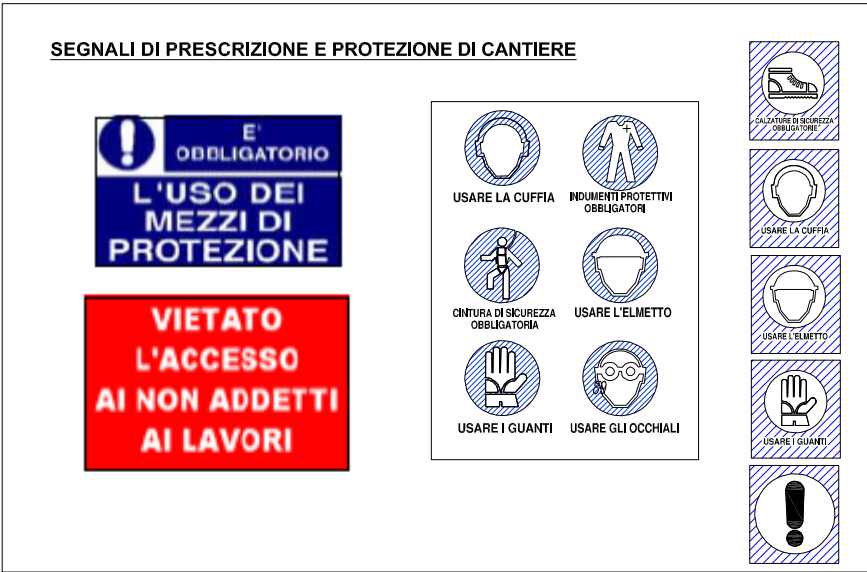 SEGNALI DI PRESCRIZIONE E PROTEZIONE DI CANTIERE
E'
OBBLIGATORIO
L'USO DEI
MEZZI DI
PROTEZIONE
VIETATO
L'ACCESSO
AI NON ADDETTI
AI LAVORI
USARE LA CUFFIA
INDUMENTI PROTETTIVI
OBBLIGATORI
CINTURA DI SICUREZZA
OBBLIGATORIA
USARE L'ELMETTO
USARE I GUANTI
USARE GLI OCCHIALI
CALZATURE DI SICUREZZA
OBBLIGATORIE
USARE LA CUFFIA
USARE L'ELMETTO
USARE I GUANTI